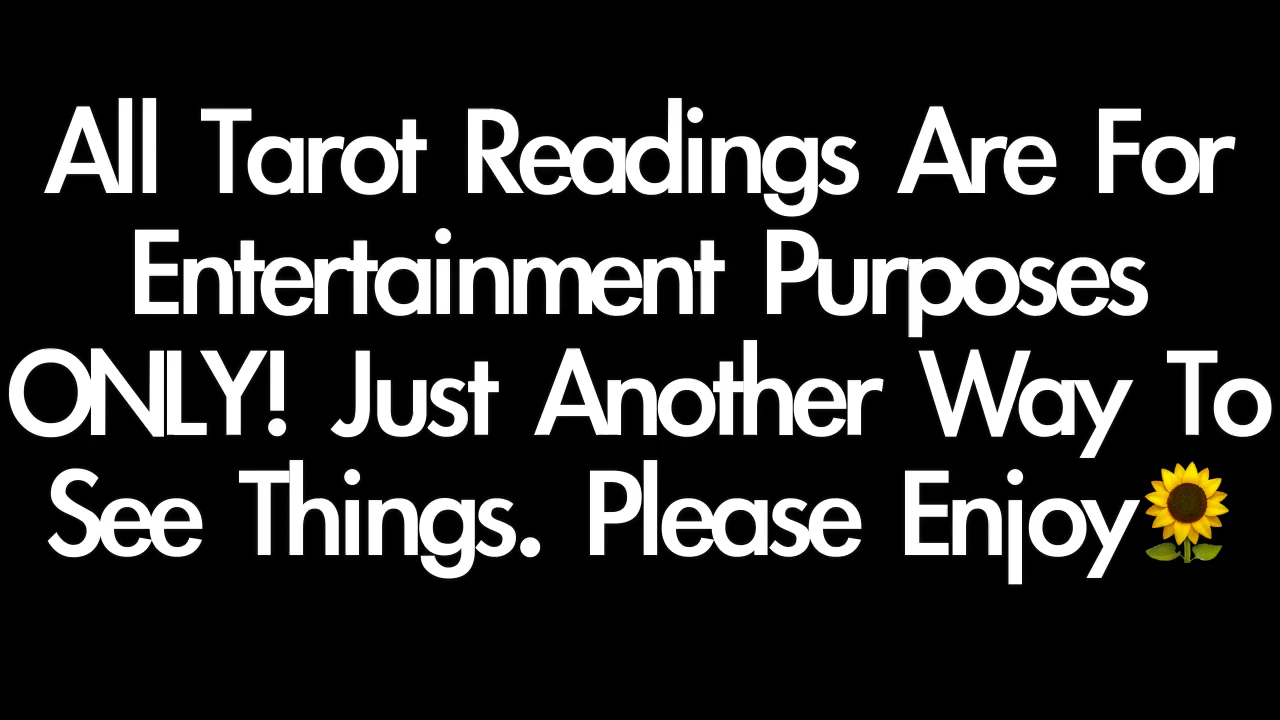 All Tarot Readings Are For
Entertainment Purposes
ONLY! Just Another Way To
See Things. Please Enjoy🌻